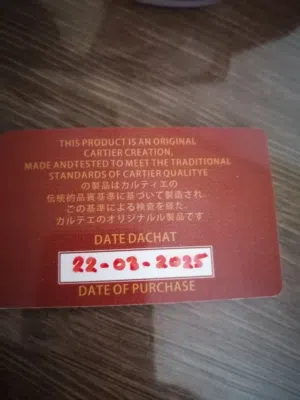 THIS PRODUCT IS AN ORIGINAL
CARTIER CREATION,
MADE ANDTESTED TO MEET THE TRADITIONAL
STANDARDS OF CARTIER QUALITYE
の製品はカルティエの
伝統的品質基準に基づいて製造され
この基準による検査を経た.
カルテエのオリジナルル製品です
DATE DACHAT
22-03-2025
DATE OF PURCHASE